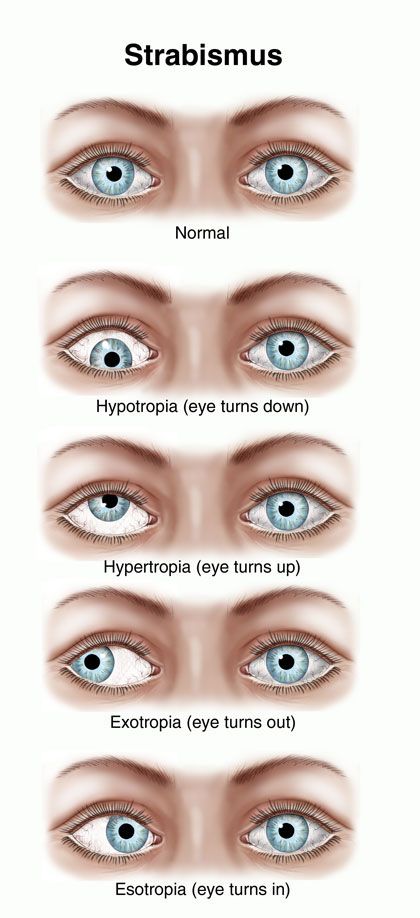 Strabismus
Normal
Hypotropia (eye turns down)
Hypertropia (eye turns up)
Exotropia (eye turns out)
Esotropia (eye turns in)